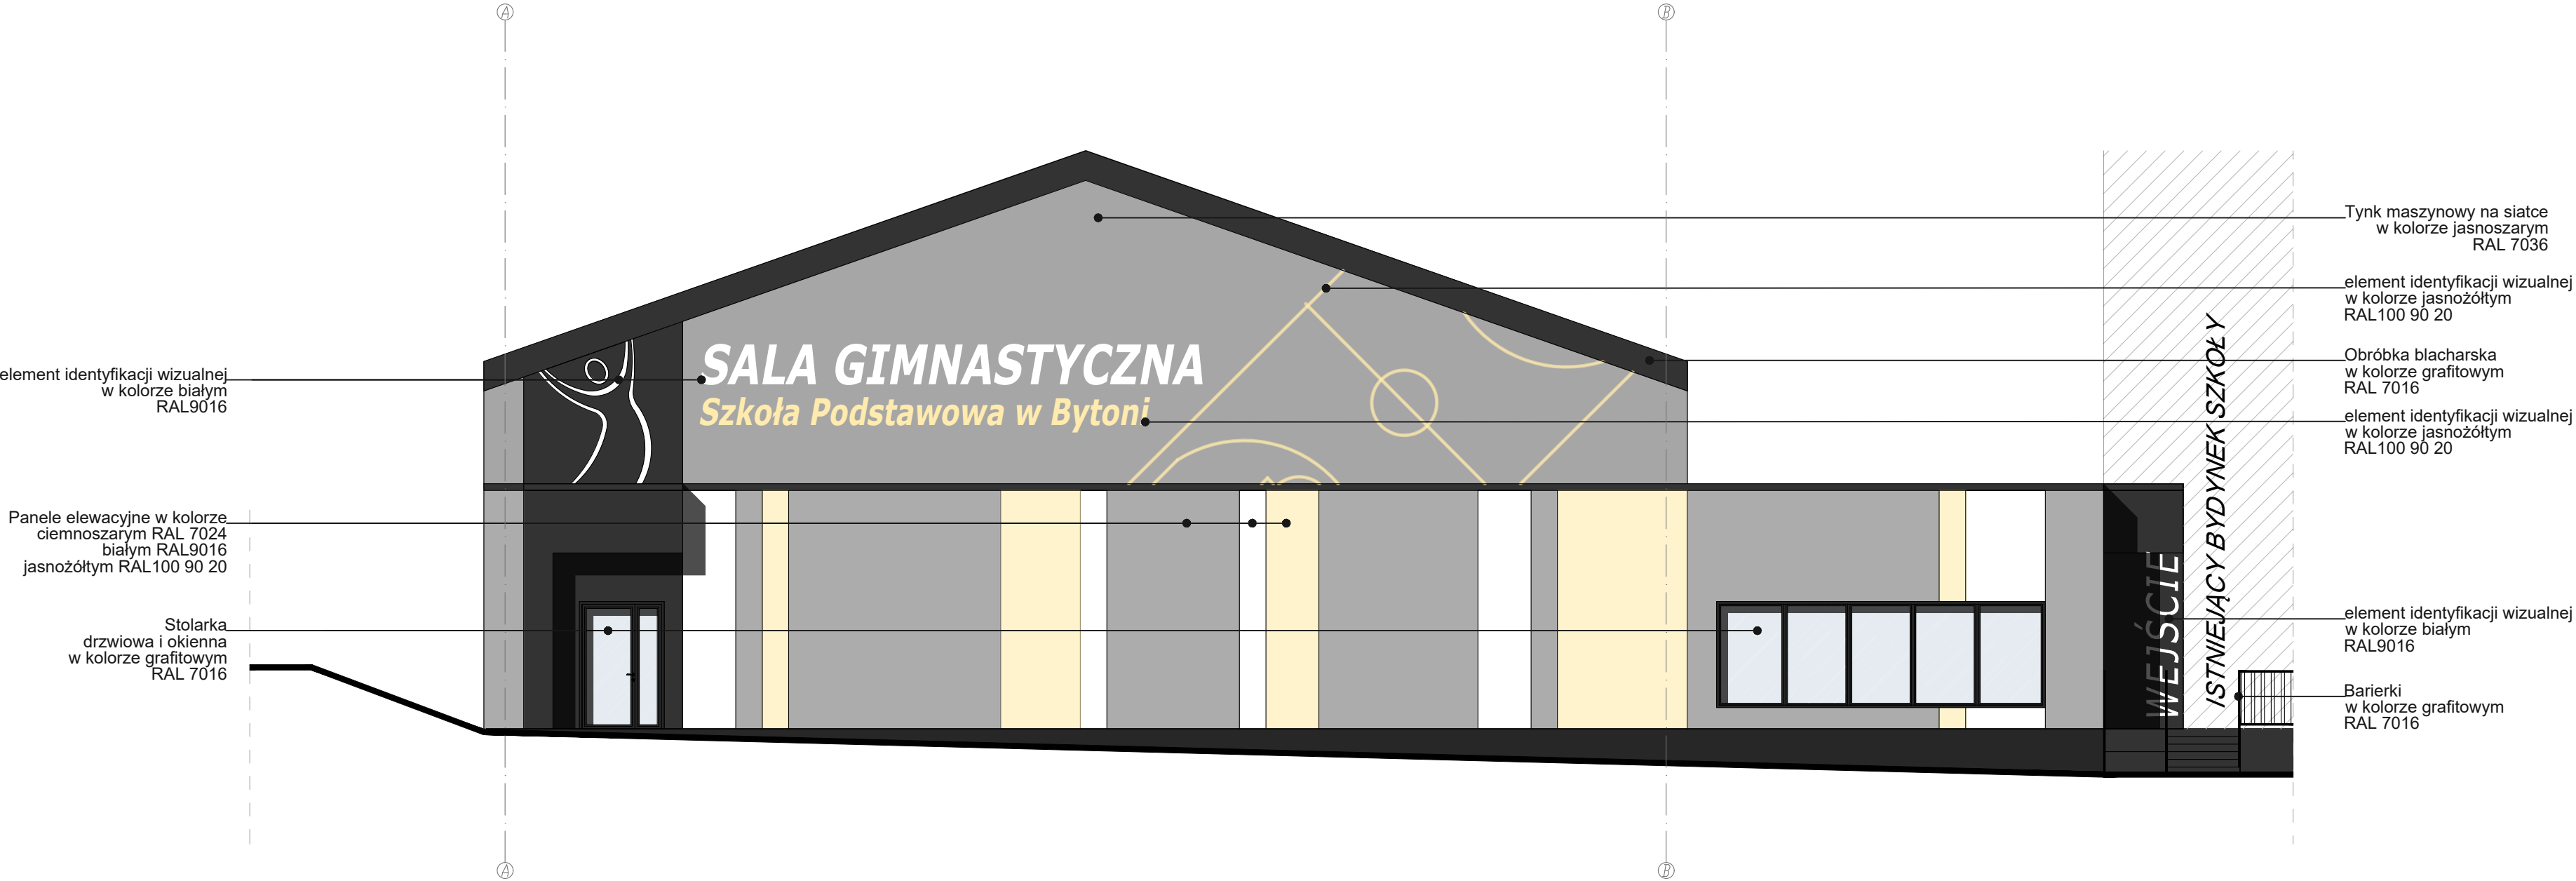 A
B
Tynk maszynowy na siatce
w kolorze jasnoszarym
RAL 7036
element identyfikacji wizualnej
w kolorze jasnożółtym
RAL100 90 20
Obróbka blacharska
w kolorze grafitowym
RAL 7016
element identyfikacji wizualnej
w kolorze jasnożółtym
RAL100 90 20
element identyfikacji wizualnej
w kolorze białym
RAL9016
SALA GIMNASTYCZNA
Szkoła Podstawowa w Bytoni
Panele elewacyjne w kolorze
ciemnoszarym RAL 7024
białym RAL9016
jasnożółtym RAL100 90 20
Stolarka
drzwiowa i okienna
w kolorze grafitowym
RAL 7016
WEJŚCIE
ISTNIEJĄCY BYDYNEK SZKOŁY
element identyfikacji wizualnej
w kolorze białym
RAL9016
Barierki
w kolorze grafitowym
RAL 7016
A
B